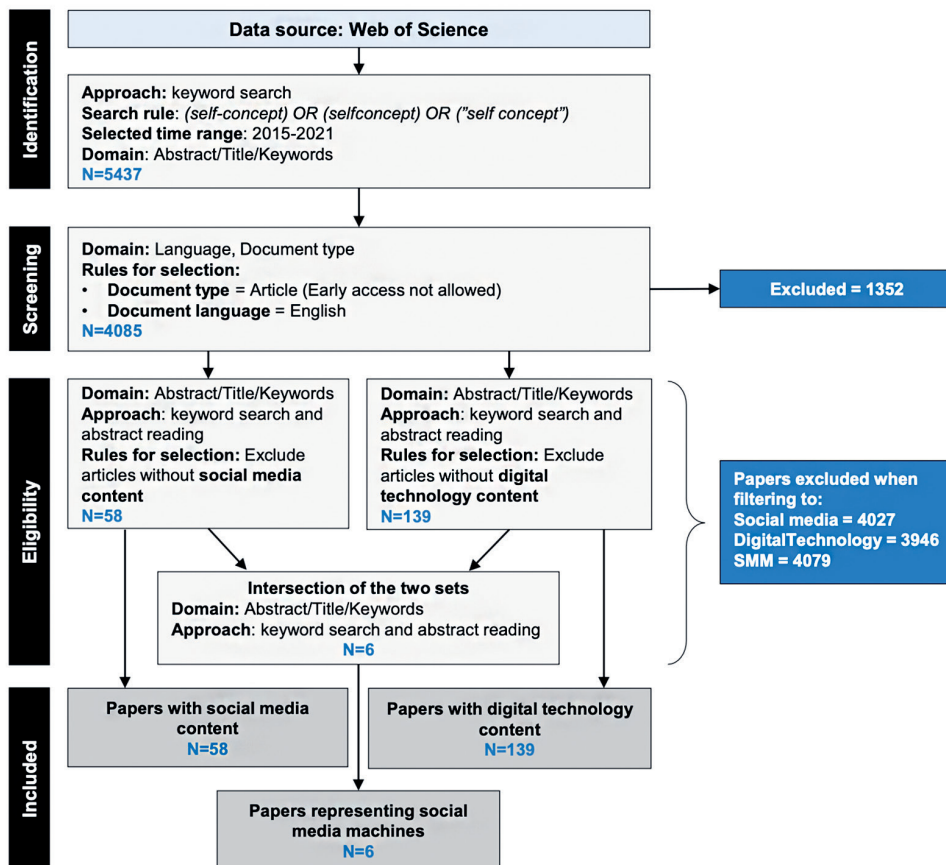 Identification
Data source: Web of Science
Approach: keyword search
Search rule: (self-concept) OR (selfconcept) OR ("self concept")
Selected time range: 2015-2021
Domain: Abstract/Title/Keywords
N=5437
Screening
Domain: Language, Document type
Rules for selection:
• Document type = Article (Early access not allowed)
• Document language = English
N=4085
Excluded = 1352
Eligibility
Domain: Abstract/Title/Keywords
Approach: keyword search and
abstract reading
Rules for selection: Exclude
articles without social media
content
N=58
Domain: Abstract/Title/Keywords
Approach: keyword search and
abstract reading
Rules for selection: Exclude
articles without digital
technology content
N=139
Papers excluded when
filtering to:
Social media = 4027
DigitalTechnology = 3946
SMM = 4079
Intersection of the two sets
Domain: Abstract/Title/Keywords
Approach: keyword search and abstract reading
N=6
Included
Papers with social media
content
N=58
Papers with digital technology
content
N=139
Papers representing social
media machines
N=6